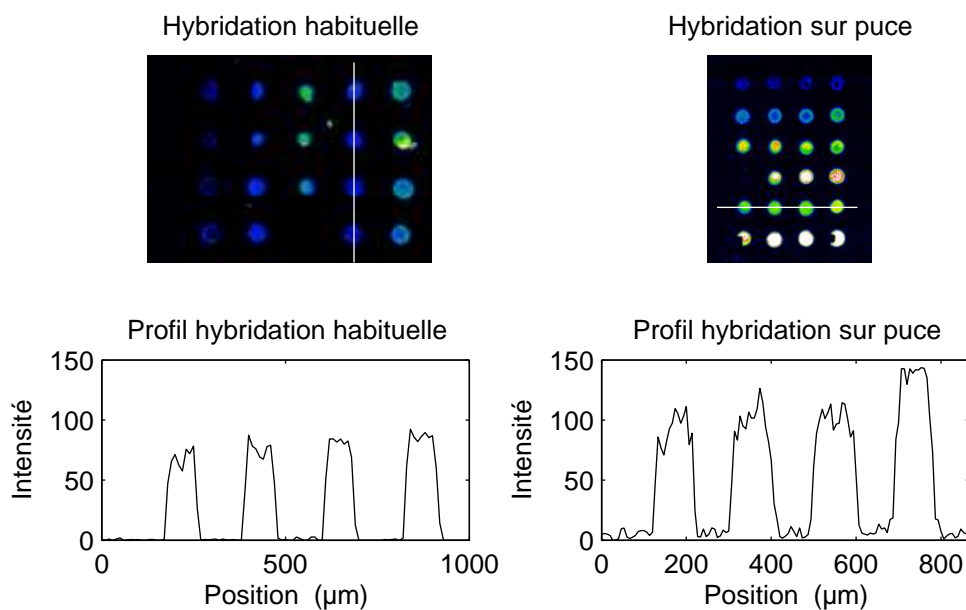 Hybridation habituelle
Hybridation sur puce
Profil hybridation habituelle
Profil hybridation sur puce
150
100
50
0
Intensité
0
500
1000
Position (µm)
150
100
50
0
Intensité
0
200
400
600
800
Position (µm)